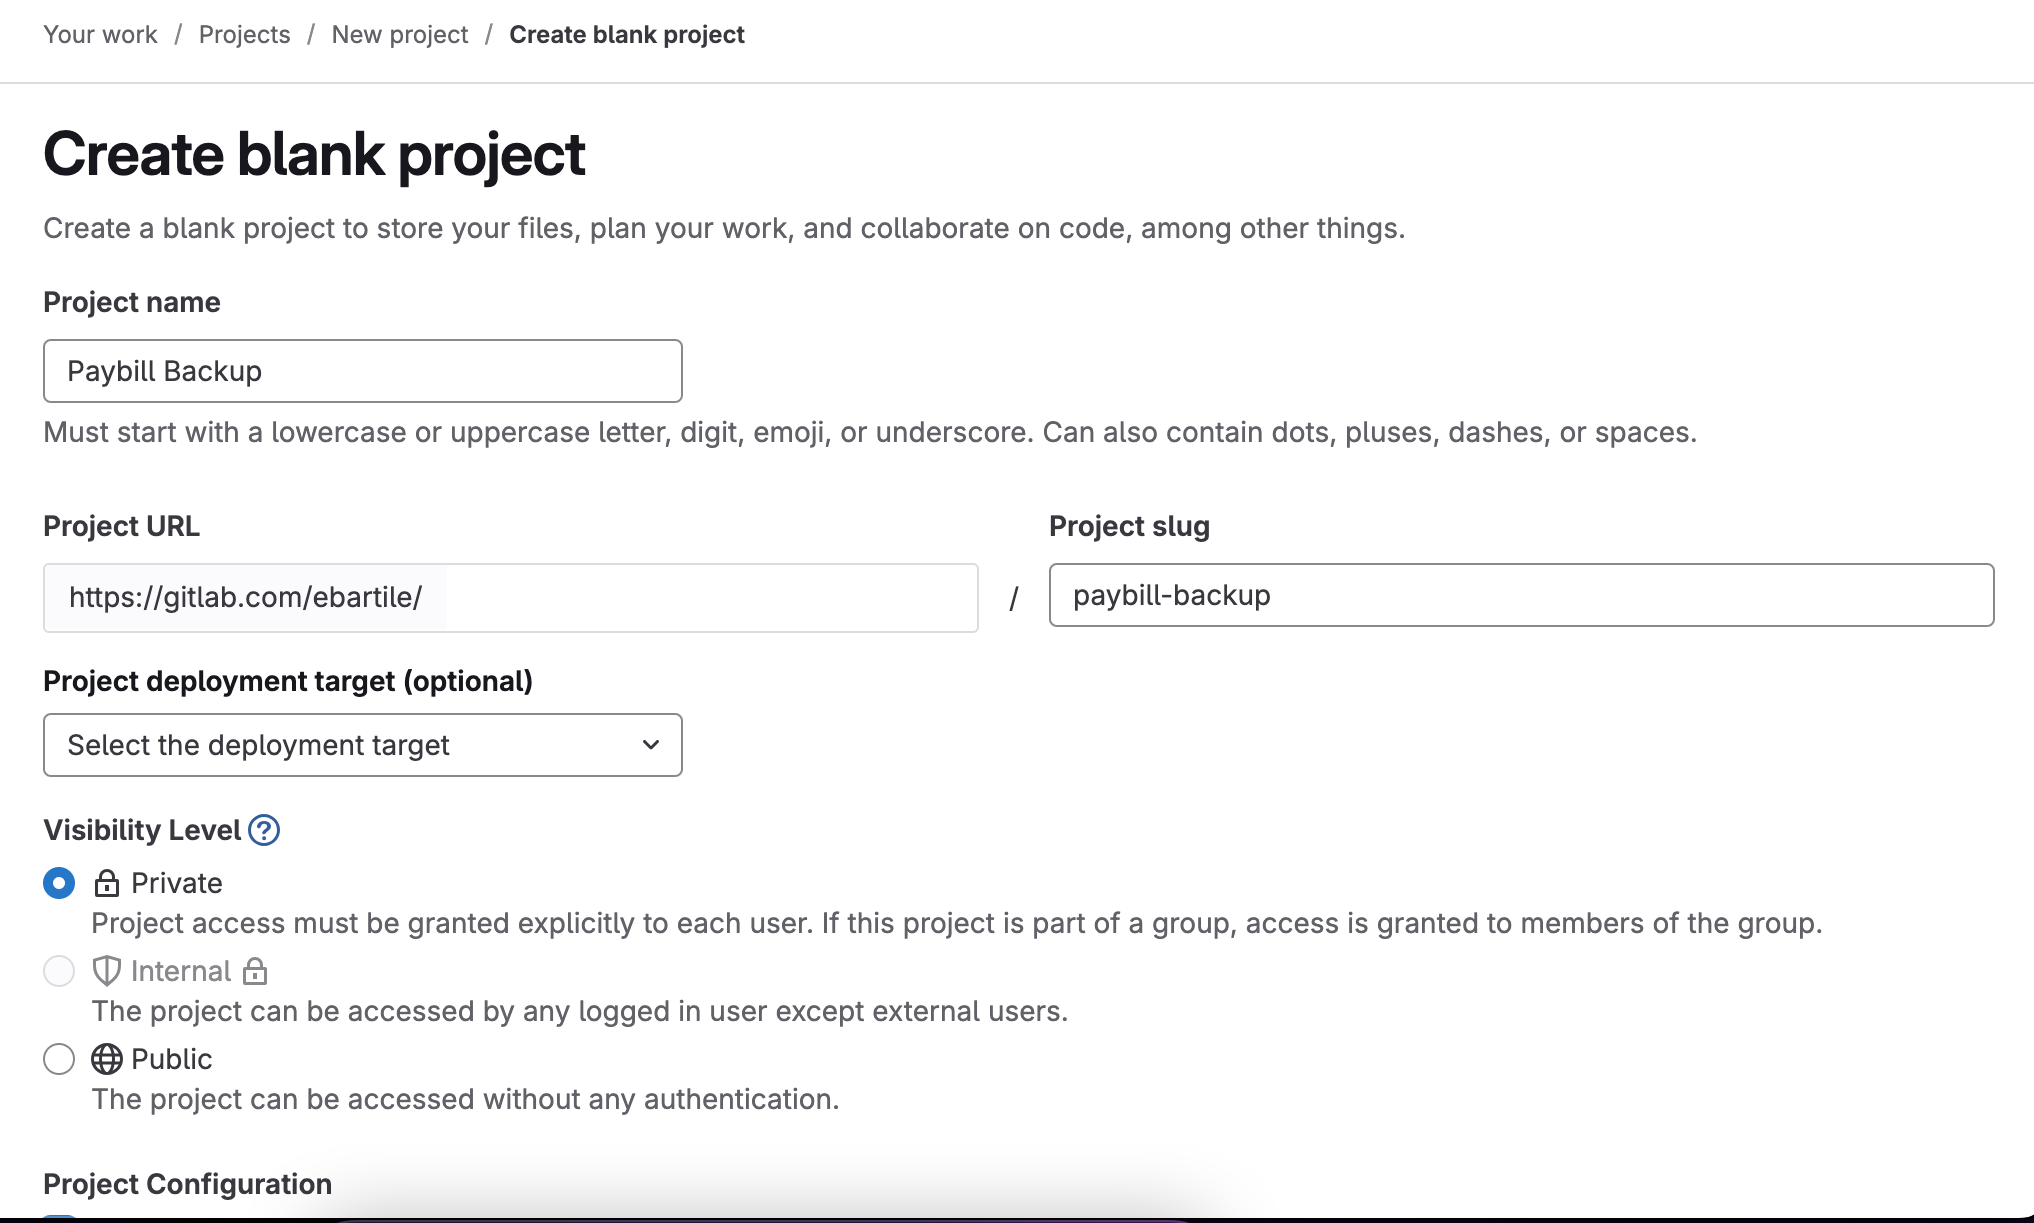 Your work / Projects / New project / Create blank project
Create blank project
Create a blank project to store your files, plan your work, and collaborate on code, among other things.
Project name
Paybill Backup
Must start with a lowercase or uppercase letter, digit, emoji, or underscore. Can also contain dots, pluses, dashes, or spaces.
Project URL
Project slug
https://gitlab.com/ebartile/ / paybill-backup
Project deployment target (optional)
Select the deployment target
Visibility Level ?
Private
Project access must be granted explicitly to each user. If this project is part of a group, access is granted to members of the group.
Internal
The project can be accessed by any logged in user except external users.
Public
The project can be accessed without any authentication.
Project Configuration